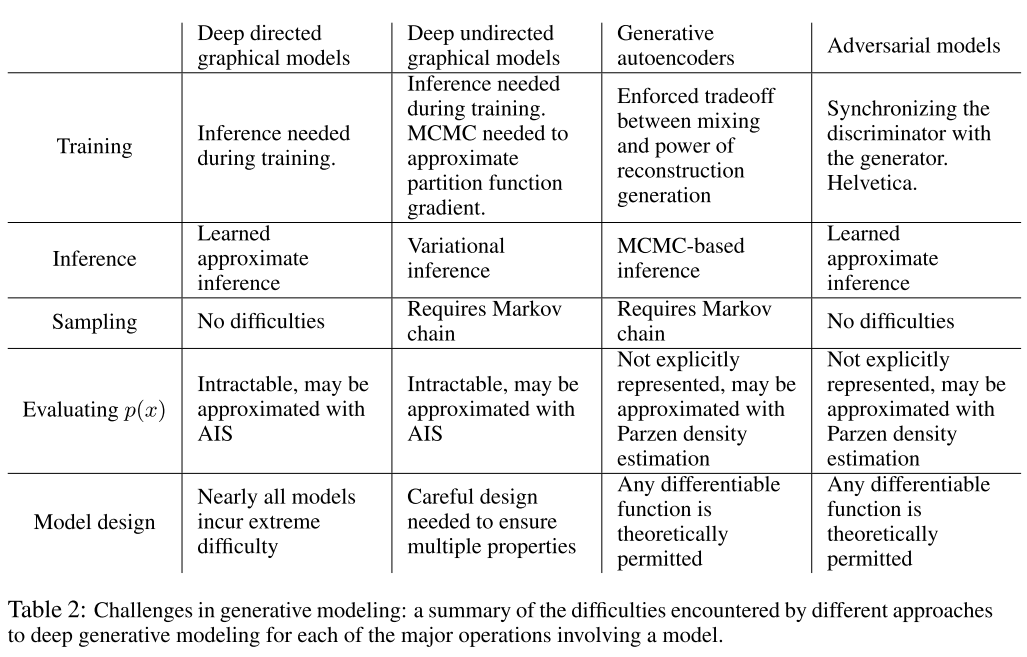 Deep directed graphical models | Deep undirected graphical models | Generative autoencoders | Adversarial models
Training | Inference needed during training. | Inference needed during training. MCMC needed to approximate partition function gradient. | Enforced tradeoff between mixing and power of reconstruction generation | Synchronizing the discriminator with the generator. Helvetica.
Inference | Learned approximate inference | Variational inference | MCMC-based inference | Learned approximate inference
Sampling | No difficulties | Requires Markov chain | Requires Markov chain | No difficulties
Evaluating p(x) | Intractable, may be approximated with AIS | Intractable, may be approximated with AIS | Not explicitly represented, may be approximated with Parzen density estimation | Not explicitly represented, may be approximated with Parzen density estimation
Model design | Nearly all models incur extreme difficulty | Careful design needed to ensure multiple properties | Any differentiable function is theoretically permitted | Any differentiable function is theoretically permitted
Table 2: Challenges in generative modeling: a summary of the difficulties encountered by different approaches
to deep generative modeling for each of the major operations involving a model.